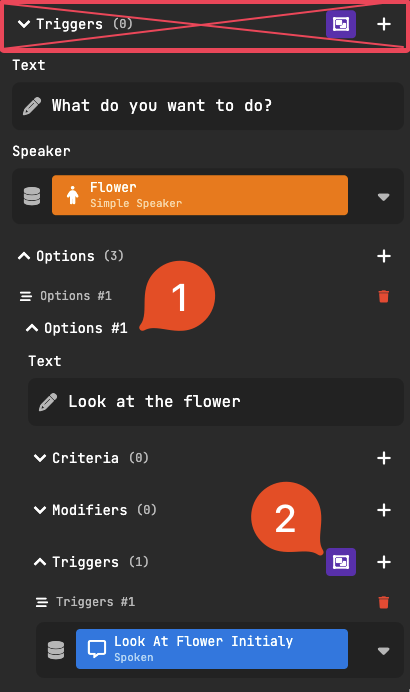 Triggers (0)
Text
What do you want to do?
Speaker
Flower
Simple Speaker
Options (3)
Options #1
1
Options #1
Text
Look at the flower
Criteria (0)
Modifiers (0)
2
Triggers (1)
Triggers #1
Look At Flower Initialy
Spoken